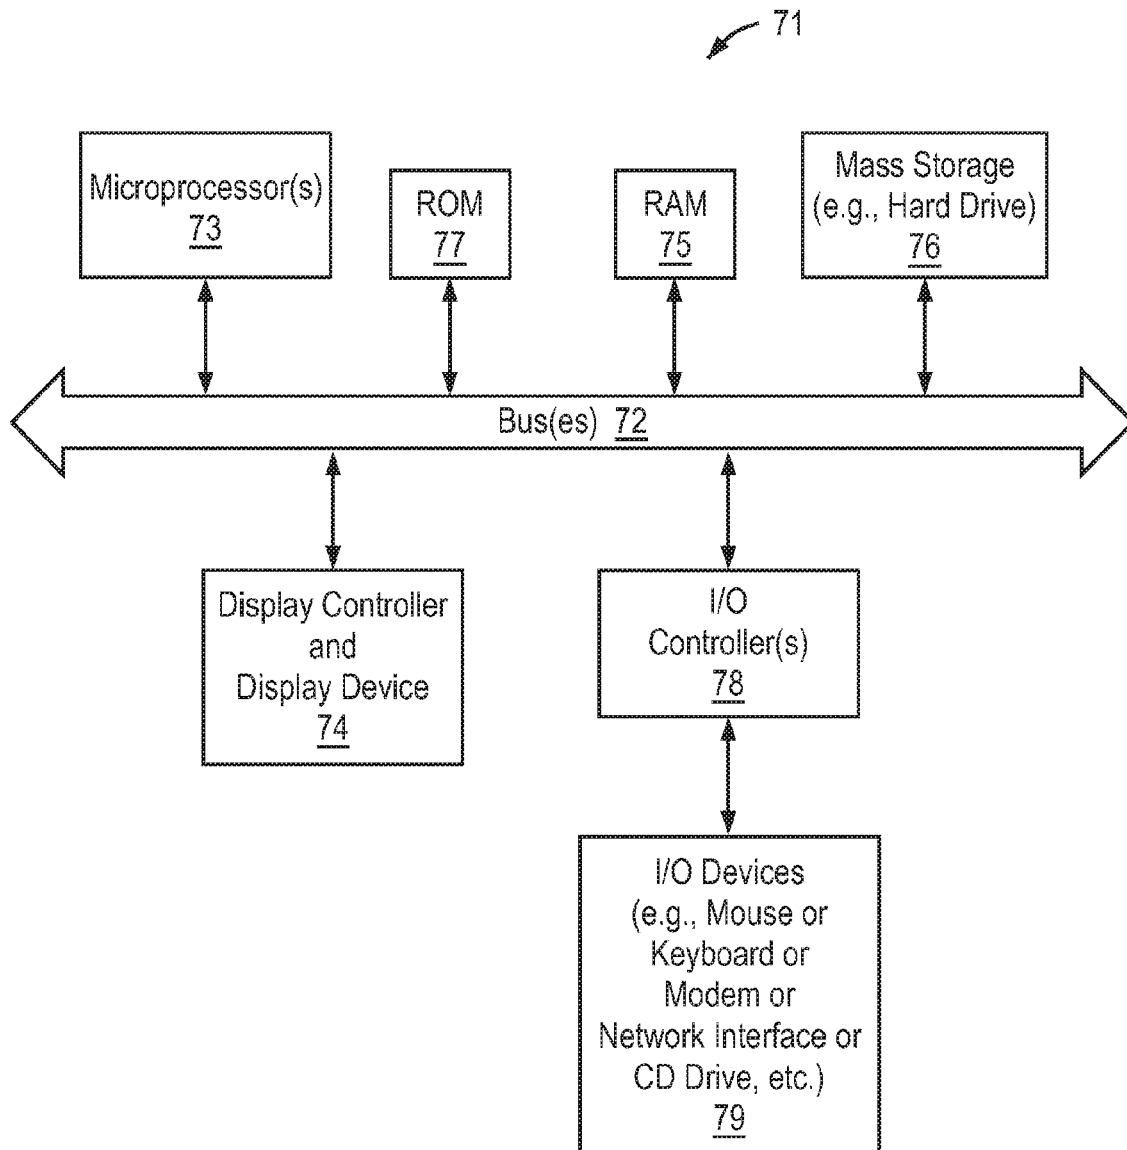 71
Microprocessor(s)
73
ROM
77
RAM
75
Mass Storage
(e.g., Hard Drive)
76
Bus(es) 72
Display Controller
and
Display Device
74
I/O
Controller(s)
78
I/O Devices
(e.g., Mouse or
Keyboard or
Modem or
Network Interface or
CD Drive, etc.)
79